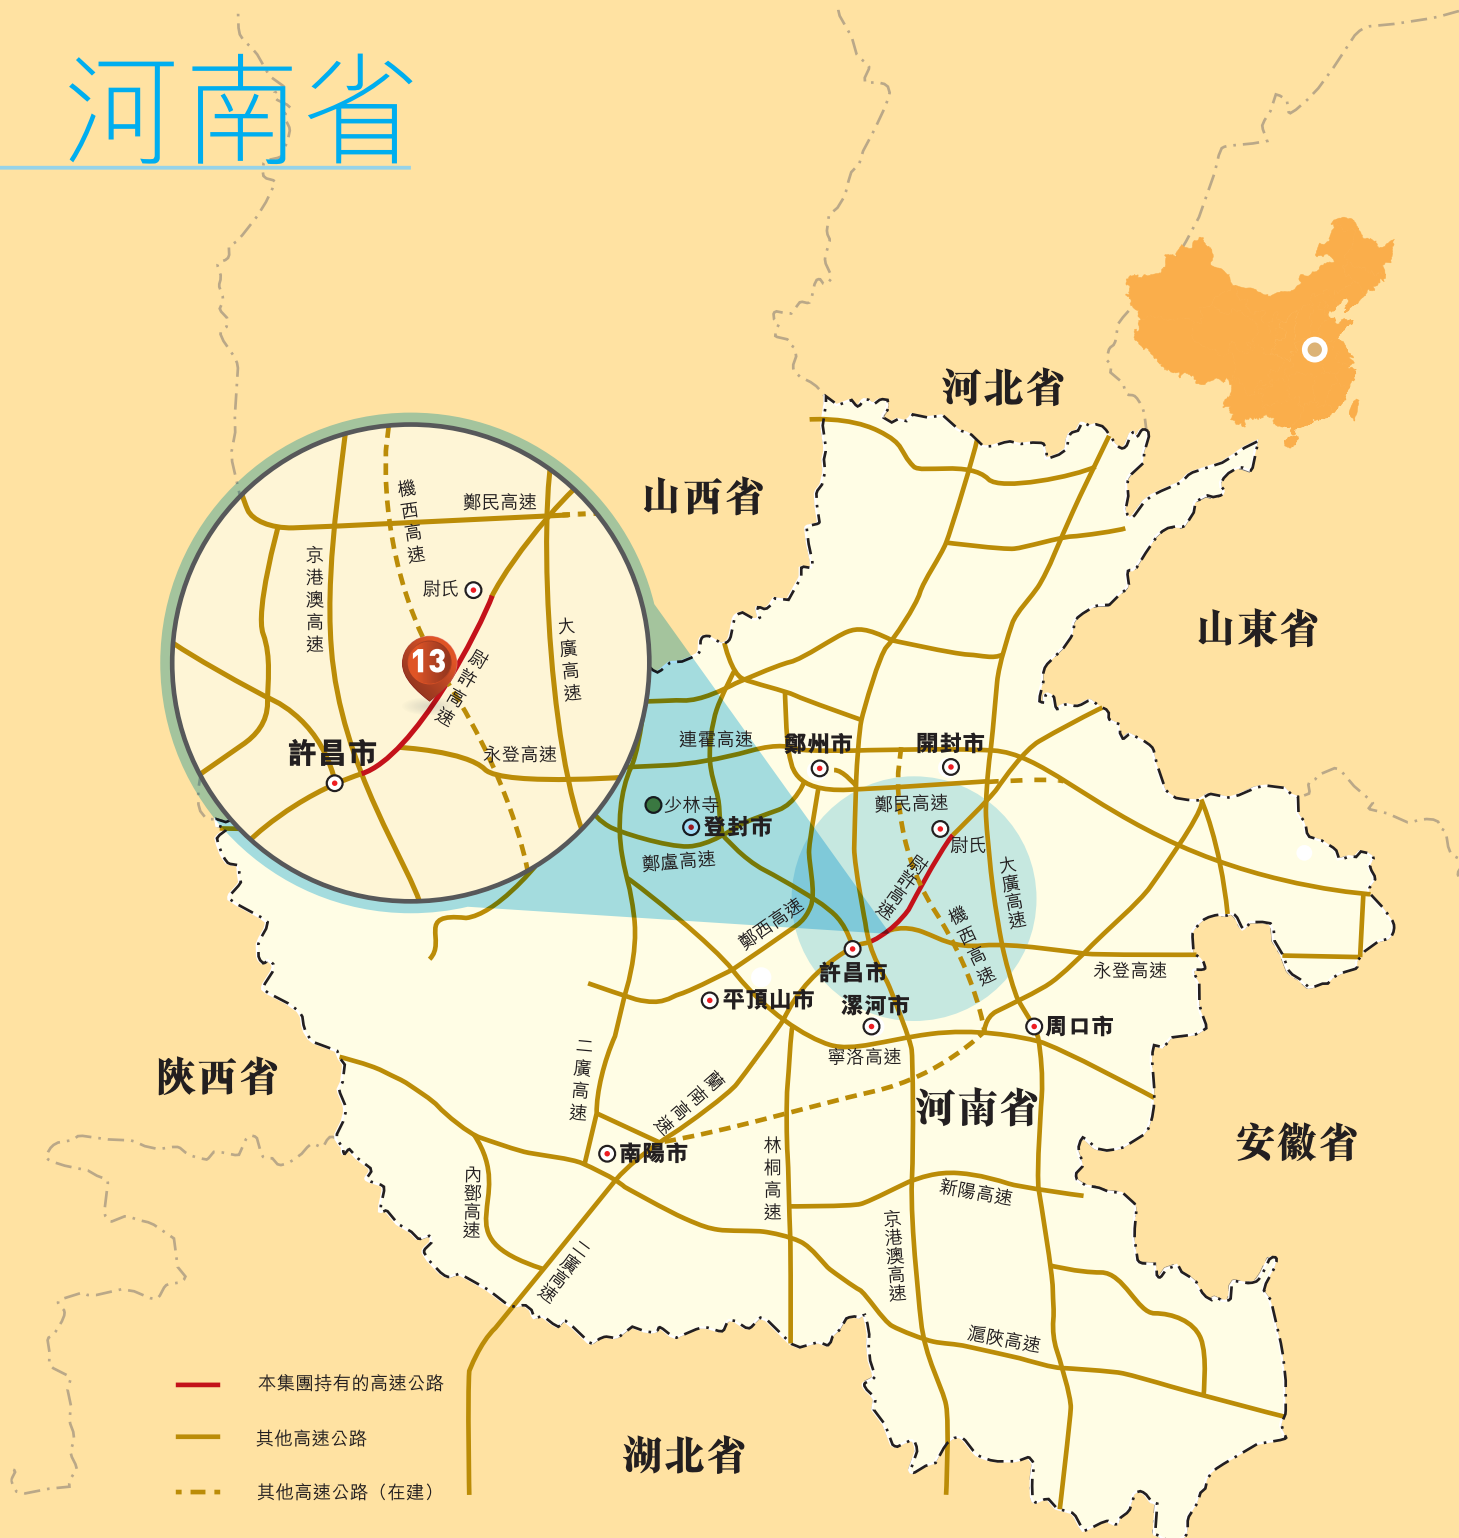 河南省
河北省
山西省
山東省
陝西省
安徽省
湖北省
河南省
機西高速
鄭民高速
京港澳高速
尉氏
大廣高速
13
尉許高速
許昌市
永登高速
連霍高速
鄭州市
開封市
少林寺
登封市
鄭民高速
尉氏
鄭盧高速
尉許高速
大廣高速
鄭西高速
機西高速
許昌市
永登高速
平頂山市
漯河市
周口市
寧洛高速
二廣高速
蘭南高速
南陽市
林桐高速
內鄧高速
新陽高速
京港澳高速
二廣高速
滬陝高速
本集團持有的高速公路
其他高速公路
其他高速公路（在建）